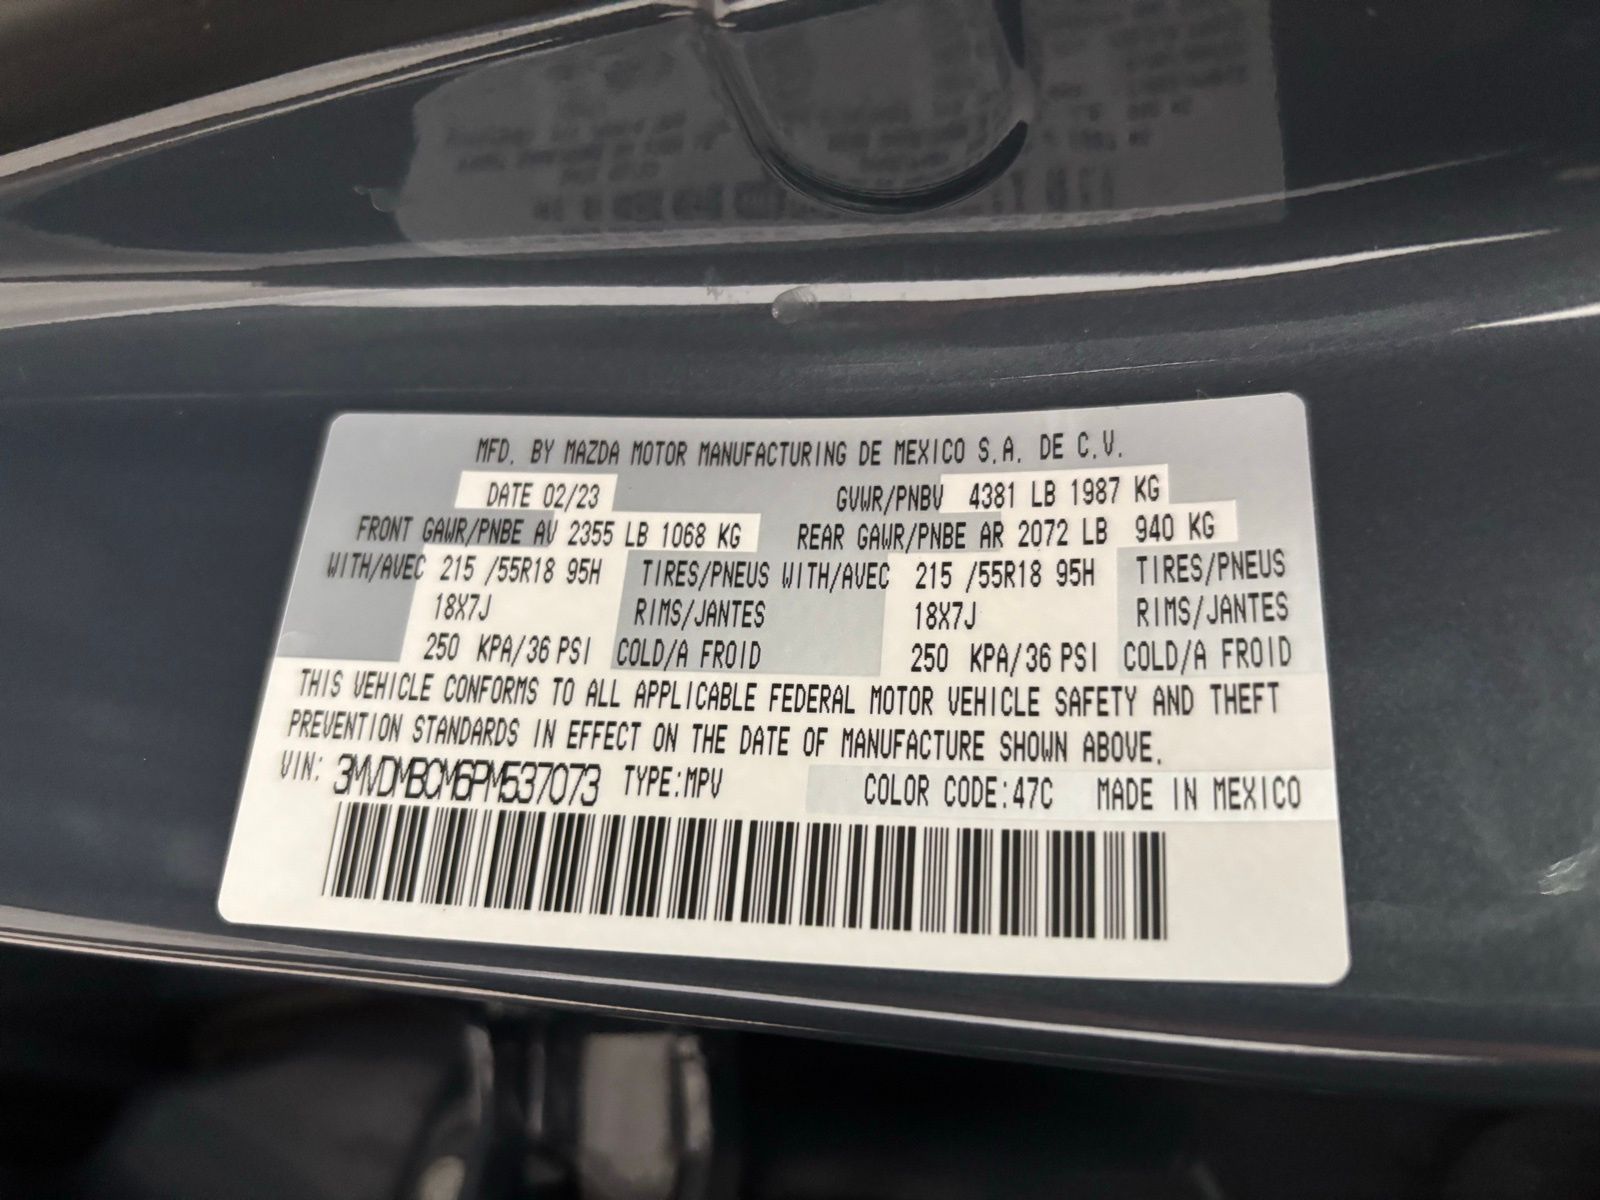 MFD. BY MAZDA MOTOR MANUFACTURING DE MEXICO S.A. DE C.V.
DATE 02/23 GVWR/PNBV 4381 LB 1987 KG
FRONT GAWR/PNBE AV 2355 LB 1068 KG REAR GAWR/PNBE AR 2072 LB 940 KG
WITH/AVEC 215 /55R18 95H TIRES/PNEUS WITH/AVEC 215 /55R18 95H TIRES/PNEUS
18X7J RIMS/JANTES 18X7J RIMS/JANTES
250 KPA/36 PSI COLD/A FROID 250 KPA/36 PSI COLD/A FROID
THIS VEHICLE CONFORMS TO ALL APPLICABLE FEDERAL MOTOR VEHICLE SAFETY AND THEFT
PREVENTION STANDARDS IN EFFECT ON THE DATE OF MANUFACTURE SHOWN ABOVE.
VIN: 3MVDMBCM6PM537073 TYPE:MPV COLOR CODE:47C MADE IN MEXICO